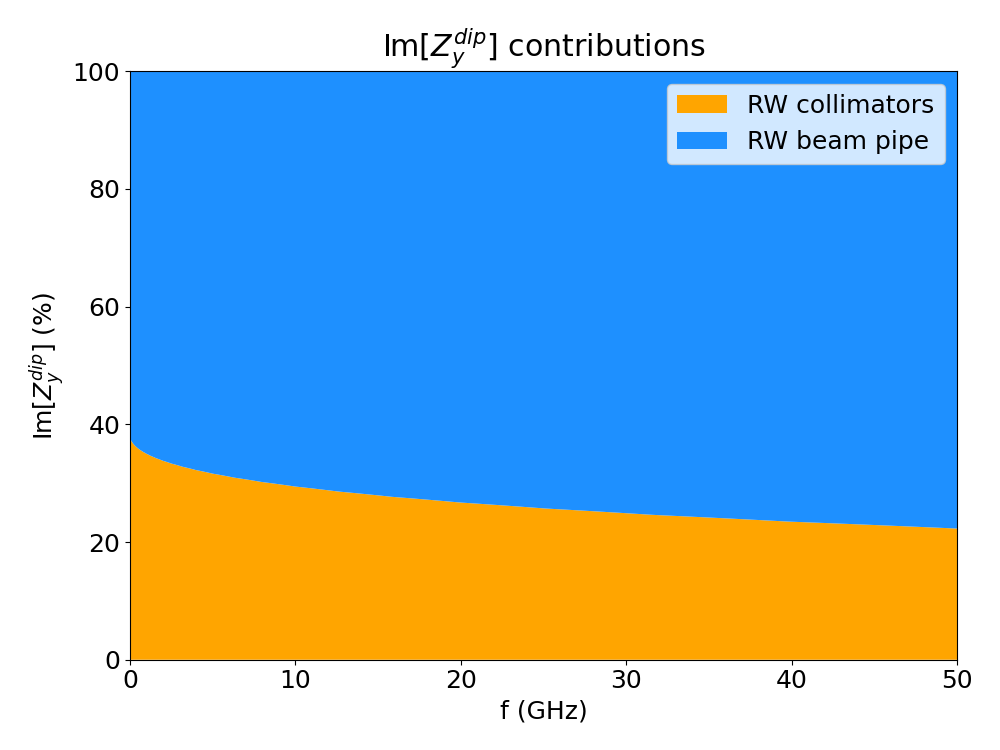 Im[$Z_y^{dip}$] contributions
RW collimators
RW beam pipe
Im[$Z_y^{dip}$] (%)
100
80
60
40
20
0
0 10 20 30 40 50
f (GHz)